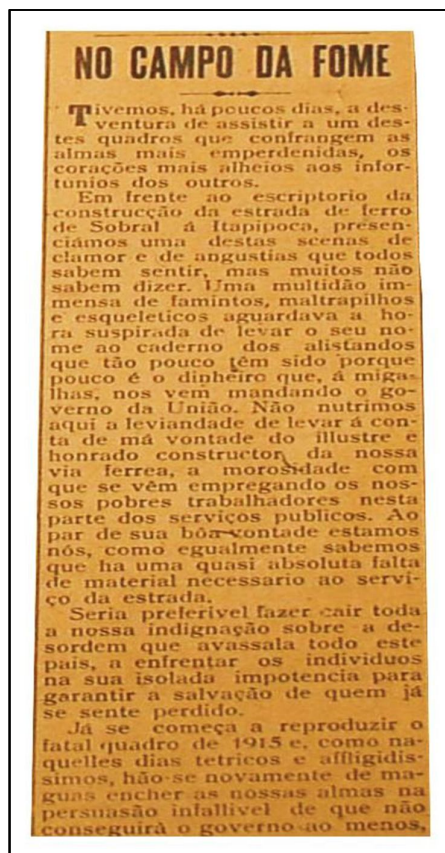 NO CAMPO DA FOME
Tivemos, há poucos dias, a des-
ventura de assistir a um des-
tes quadros que confrangem as
almas mais emperdenidas, os
corações mais alheios aos infor-
tunios dos outros.
Em frente ao escriptorio da
construcção da estrada de ferro
de Sobral á Itapipoca, presen-
ciámos uma destas scenas de
clamor e de angustias que todos
sabem sentir, mas muitos não
sabem dizer. Uma multidão im-
mensa de famintos, maltrapilhos
e esqueleticos aguardava a ho-
ra suspirada de levar o seu no-
me ao caderno dos alistandos
que tão pouco têm sido porque
pouco é o dinheiro que, á miga-
lhas, nos vem mandando o go-
verno da União. Não nutrimos
aqui a leviandade de levar á con-
ta de má vontade do illustre e
honrado constructor da nossa
via ferrea, a morosidade com
que se vêm empregando os nos-
sos pobres trabalhadores nesta
parte dos serviços publicos. Ao
par de sua bôa vontade estamos
nós, como egualmente sabemos
que ha uma quasi absoluta falta
de material necessario ao servi-
ço da estrada.
Seria preferivel fazer cair toda
a nossa indignação sobre a de-
sordem que avassala todo este
pais, a enfrentar os individuos
na sua isolada impotencia para
garantir a salvação de quem já
se sente perdido.
Já se começa a reproduzir o
fatal quadro de 1915 e, como na-
quelles dias tetricos e affligidis-
simos, hão-se novamente de ma-
guas encher as nossas almas na
persuasão infallivel de que não
conseguirá o governo ao menos,